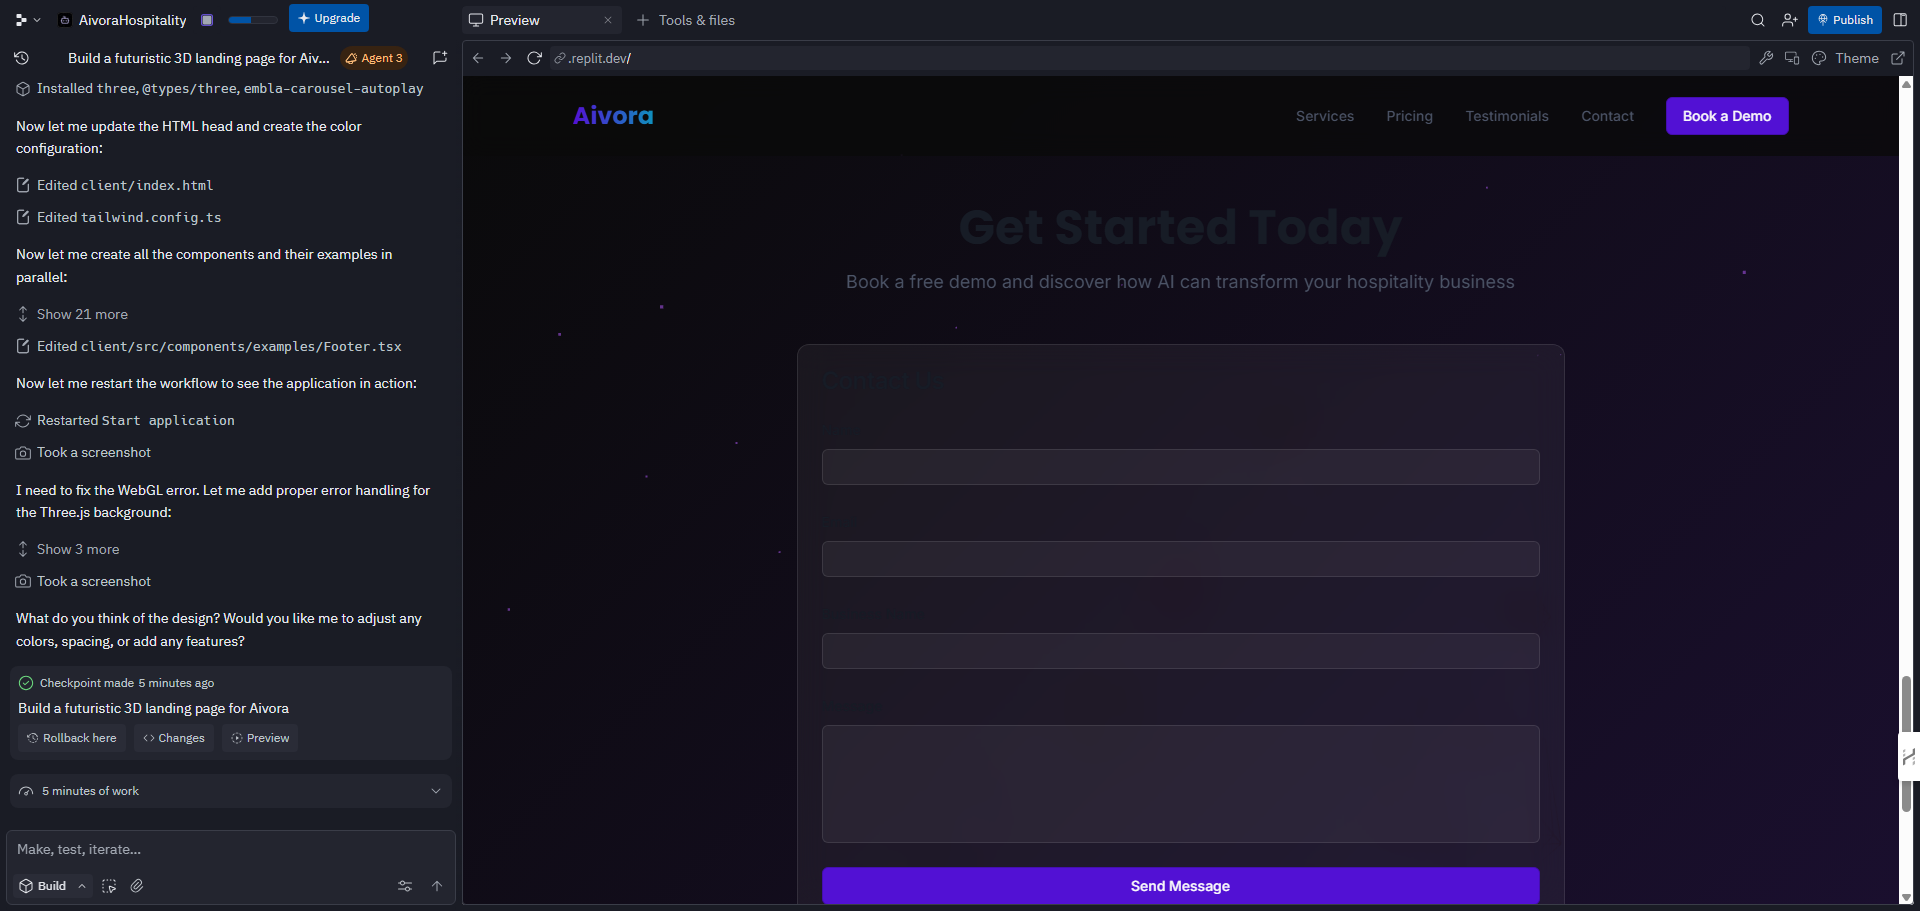 AivoraHospitality
Upgrade
Preview
Tools & files
Publish
Build a futuristic 3D landing page for Aiv...
Agent 3
.replit.dev/
Theme
Installed three, @types/three, embla-carousel-autoplay
Now let me update the HTML head and create the color
configuration:
Edited client/index.html
Edited tailwind.config.ts
Now let me create all the components and their examples in
parallel:
Show 21 more
Edited client/src/components/examples/Footer.tsx
Now let me restart the workflow to see the application in action:
Restarted Start application
Took a screenshot
I need to fix the WebGL error. Let me add proper error handling for
the Three.js background:
Show 3 more
Took a screenshot
What do you think of the design? Would you like me to adjust any
colors, spacing, or add any features?
Checkpoint made 5 minutes ago
Build a futuristic 3D landing page for Aivora
Rollback here
Changes
Preview
5 minutes of work
Make, test, iterate...
Build
Aivora
Services
Pricing
Testimonials
Contact
Book a Demo
Get Started Today
Book a free demo and discover how AI can transform your hospitality business
Contact Us
Send Message